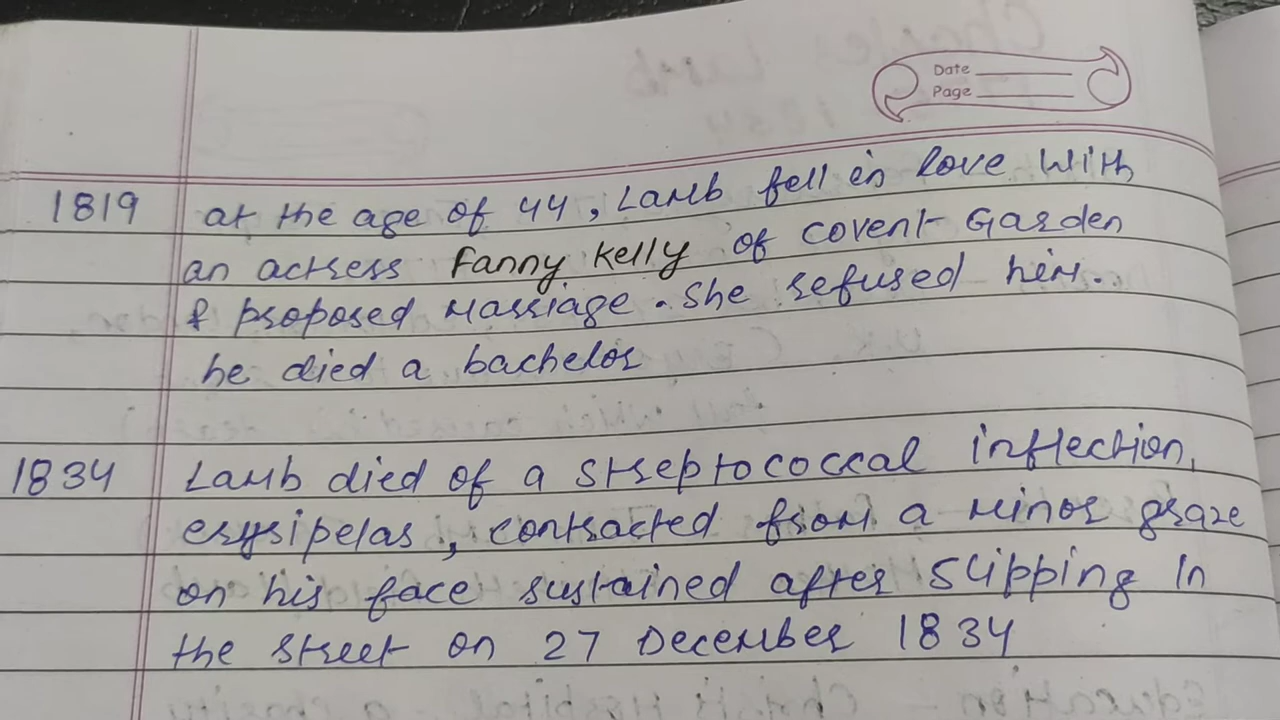 Date
Page
1819 at the age of 44, Lamb fell in love with
an actress Fanny Kelly of covent Garden
& proposed Marriage. She refused him.
he died a bachelor
1834 Lamb died of a streptococcal inflection,
erysipelas, contracted from a minor graze
on his face sustained after slipping in
the street on 27 December 1834